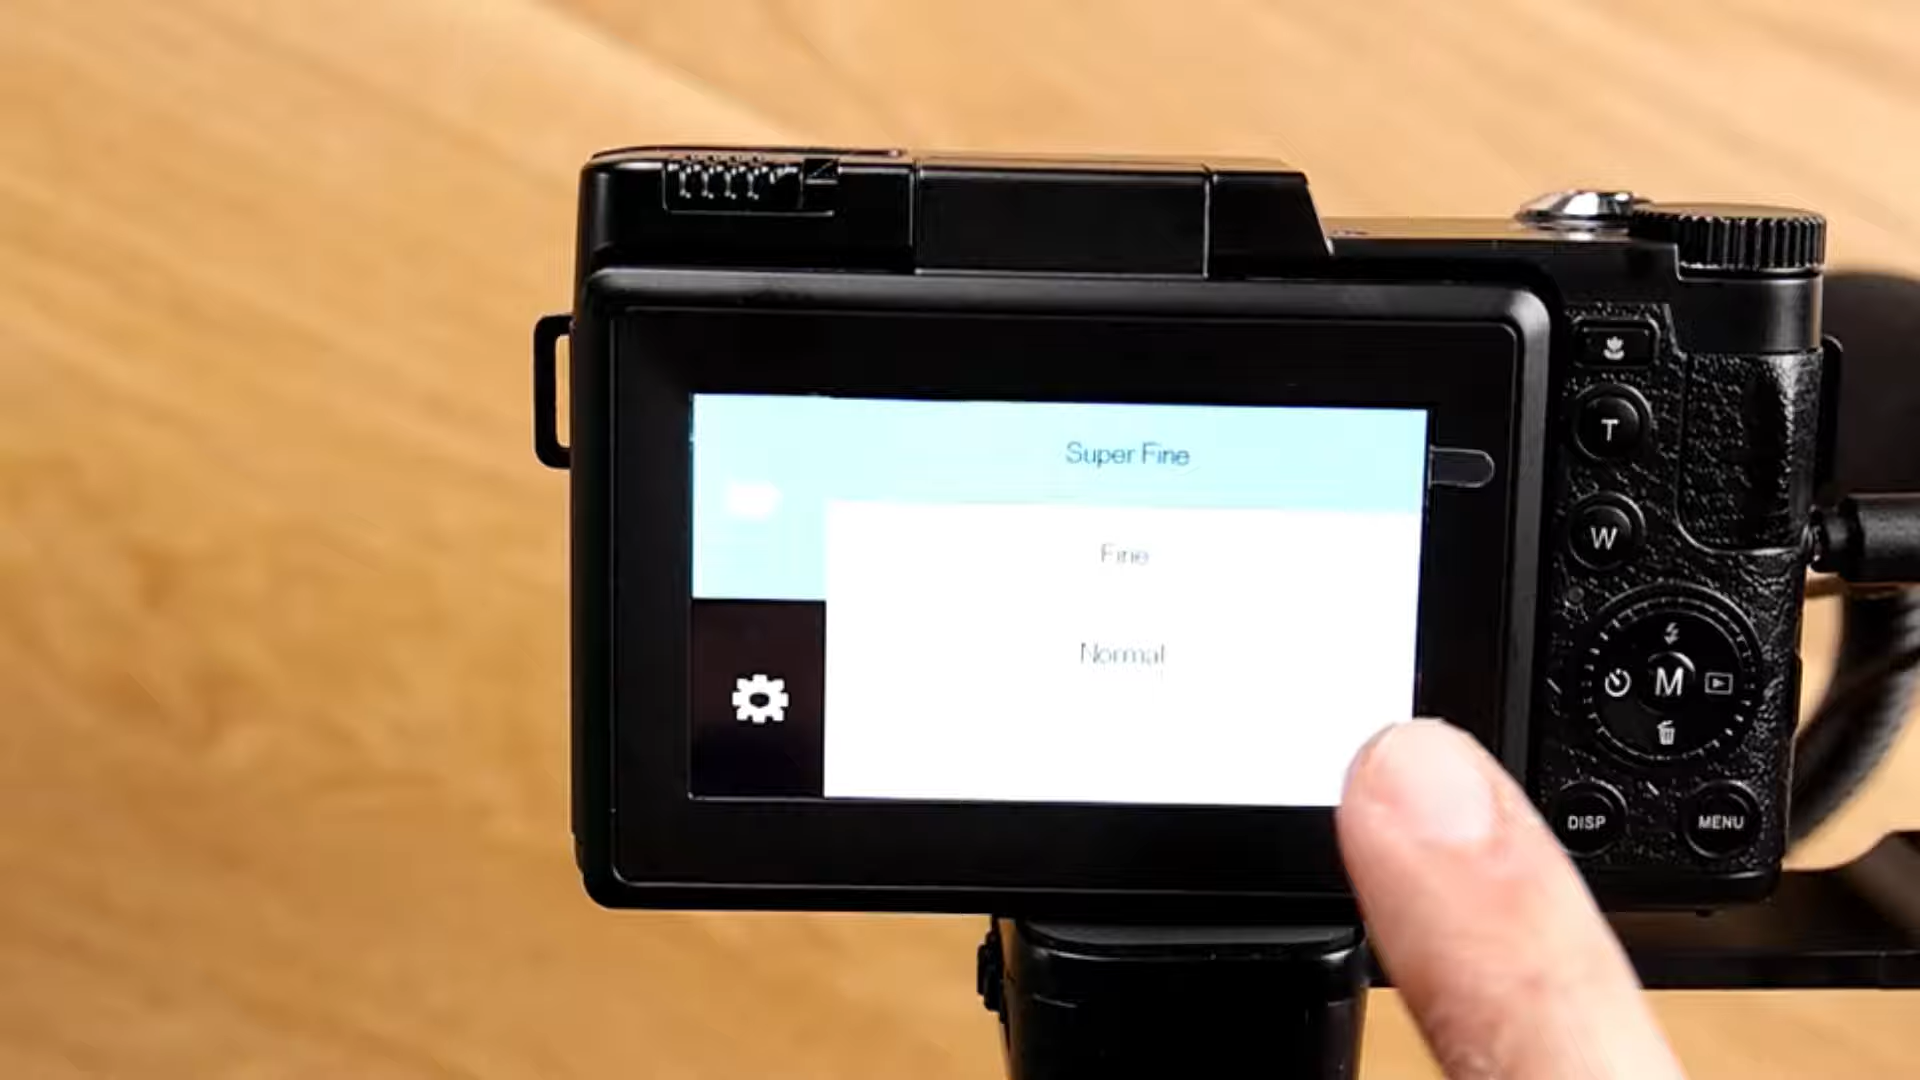 Super Fine
Fine
Normal
T
W
M
DISP
MENU